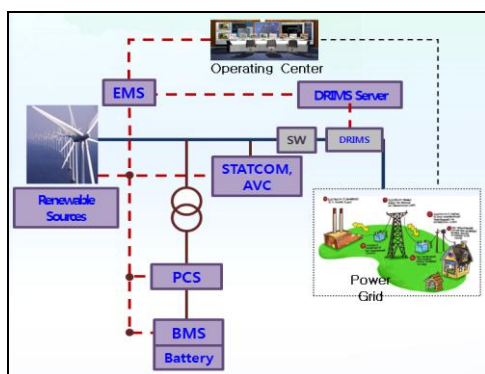 Operating Center
EMS
DRIMS Server
SW
DRIMS
STATCOM,
AVC
Renewable
Sources
PCS
Power
Grid
BMS
Battery